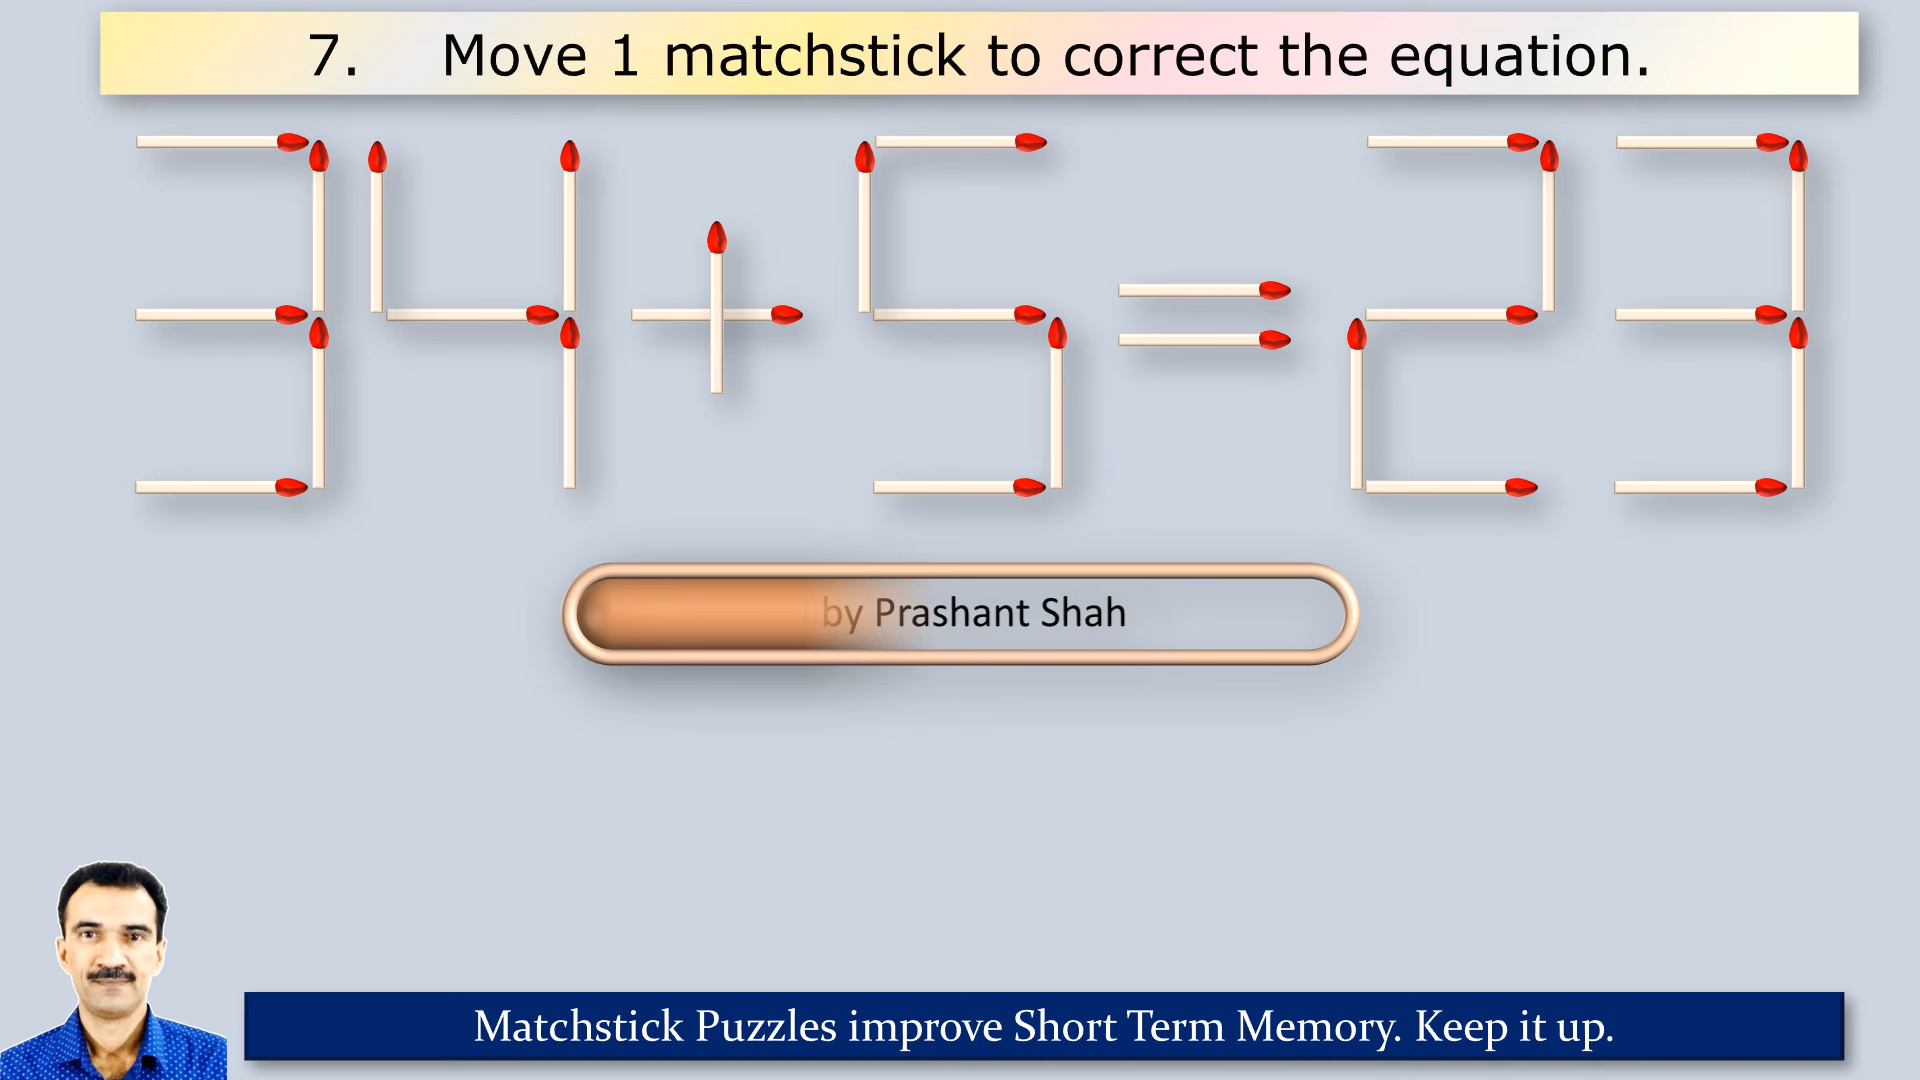 7. Move 1 matchstick to correct the equation.
34+5=23
by Prashant Shah
Matchstick Puzzles improve Short Term Memory. Keep it up.